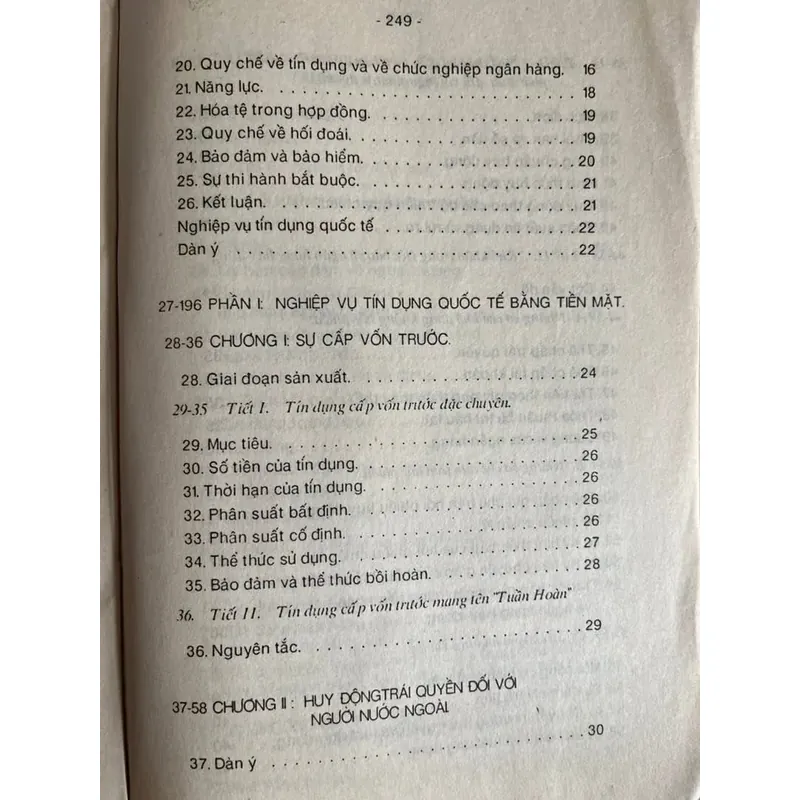 - 249 -
20. Quy chế về tín dụng và về chức nghiệp ngân hàng. 16
21. Năng lực. . . . . . . . . . . . . . . . . . . . . . . . . . . 18
22. Hóa tệ trong hợp đồng. . . . . . . . . . . . . . . . . . . 19
23. Quy chế về hối đoái. . . . . . . . . . . . . . . . . . . . 19
24. Bảo đảm và bảo hiểm. . . . . . . . . . . . . . . . . . . 20
25. Sự thi hành bắt buộc. . . . . . . . . . . . . . . . . . . 21
26. Kết luận. . . . . . . . . . . . . . . . . . . . . . . . . . . 21
Nghiệp vụ tín dụng quốc tế . . . . . . . . . . . . . . . . . 22
Dàn ý . . . . . . . . . . . . . . . . . . . . . . . . . . . . . 22
27-196 PHẦN I: NGHIỆP VỤ TÍN DỤNG QUỐC TẾ BẰNG TIỀN MẶT.
28-36 CHƯƠNG I: SỰ CẤP VỐN TRƯỚC.
28. Giai đoạn sản xuất. . . . . . . . . . . . . . . . . . . . 24
29-35 Tiết I. Tín dụng cấp vốn trước đặc chuyên.
29. Mục tiêu. . . . . . . . . . . . . . . . . . . . . . . . . . . 25
30. Số tiền của tín dụng. . . . . . . . . . . . . . . . . . . . 26
31. Thời hạn của tín dụng. . . . . . . . . . . . . . . . . . . 26
32. Phân suất bất định. . . . . . . . . . . . . . . . . . . . . 26
33. Phân suất cố định. . . . . . . . . . . . . . . . . . . . . 26
34. Thể thức sử dụng. . . . . . . . . . . . . . . . . . . . . 27
35. Bảo đảm và thể thức bồi hoàn. . . . . . . . . . . . . . 28
36. Tiết II. Tín dụng cấp vốn trước mang tên "Tuần Hoàn"
36. Nguyên tắc. . . . . . . . . . . . . . . . . . . . . . . . . 29
37-58 CHƯƠNG II : HUY ĐỘNGTRÁI QUYỀN ĐỐI VỚI
NGƯỜI NƯỚC NGOÀI.
37. Dàn ý . . . . . . . . . . . . . . . . . . . . . . . . . . . 30